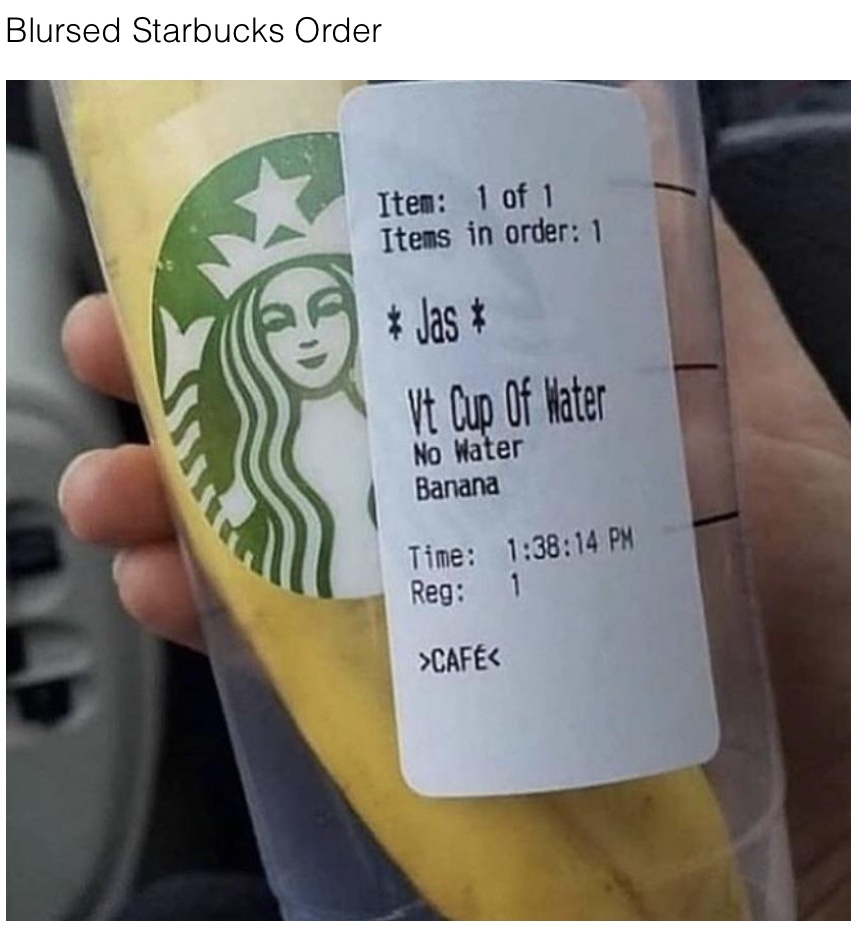 Blursed Starbucks Order
Item: 1 of 1
Items in order: 1
* Jas *
Vt Cup Of Water
No Water
Banana
Time: 1:38:14 PM
Reg: 1
>CAFÉ<